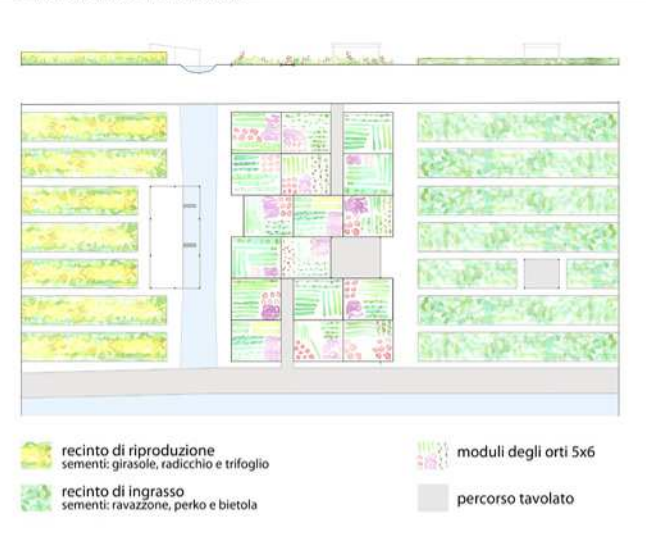 recinto di riproduzione
sementi: girasole, radicchio e trifoglio
recinto di ingrasso
sementi: ravazzone, perko e bietola
moduli degli orti 5x6
percorso tavolato